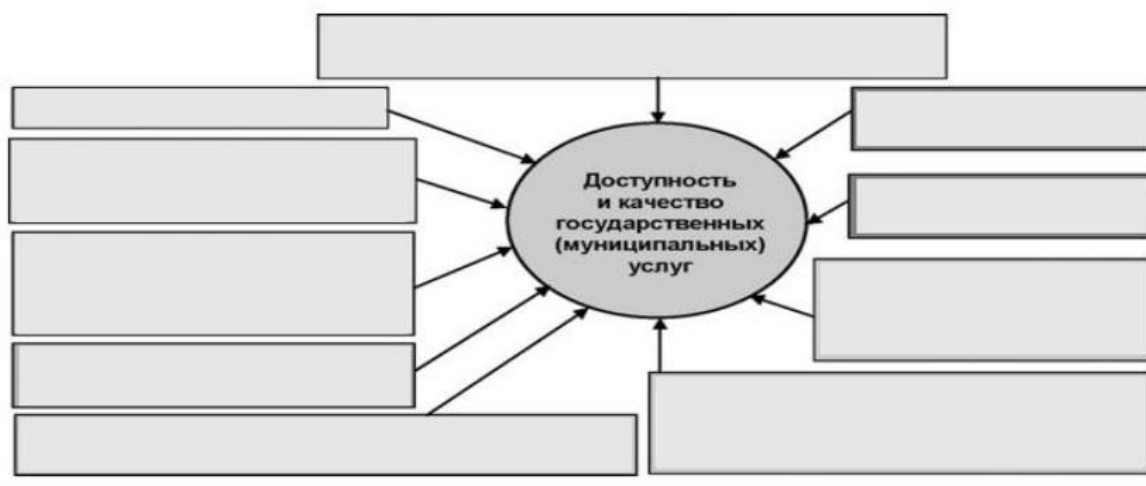 Доступность
и качество
государственных
(муниципальных)
услуг